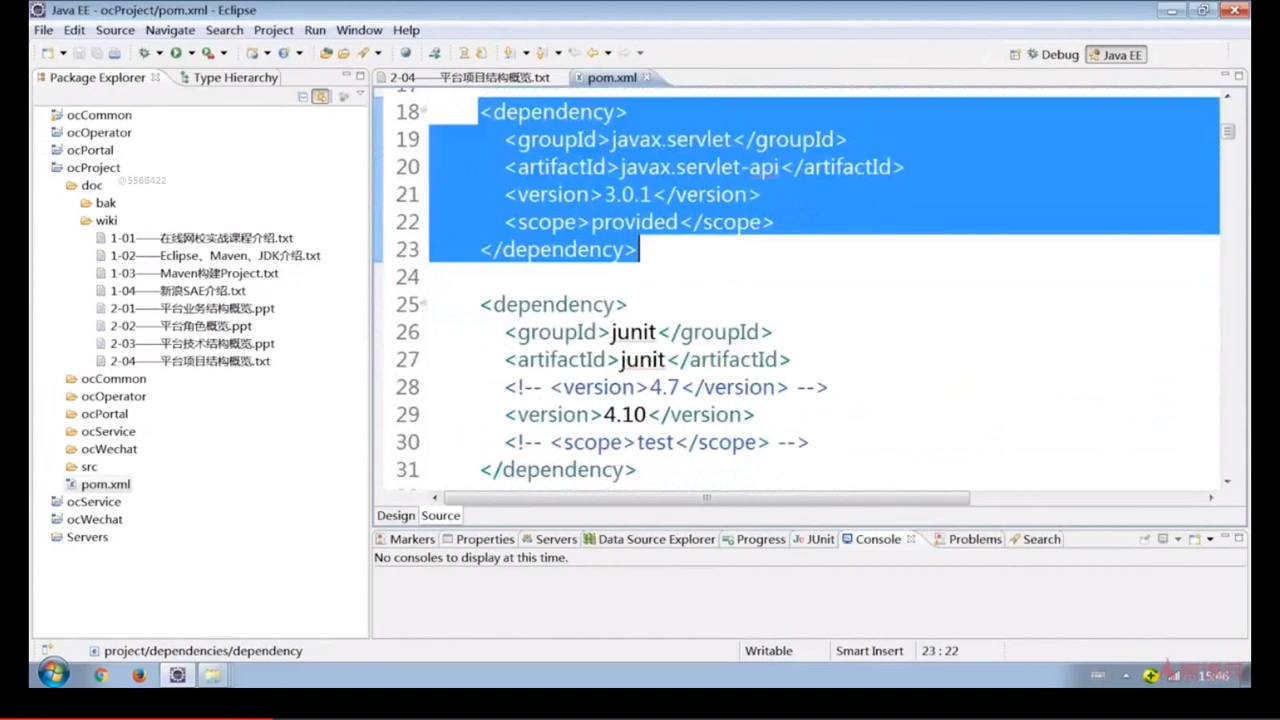 Java EE - ocProject/pom.xml - Eclipse
File Edit Source Navigate Search Project Run Window Help
Debug Java EE
Package Explorer Type Hierarchy
ocCommon
ocOperator
ocPortal
ocProject
doc
@5566422
bak
wiki
1-01——在线网校实战课程介绍.txt
1-02——Eclipse、Maven、JDK介绍.txt
1-03——Maven构建Project.txt
1-04——新浪SAE介绍.txt
2-01——平台业务结构概览.ppt
2-02——平台角色概览.ppt
2-03——平台技术结构概览.ppt
2-04——平台项目结构概览.txt
ocCommon
ocOperator
ocPortal
ocService
ocWechat
src
pom.xml
ocService
ocWechat
Servers
2-04——平台项目结构概览.txt pom.xml
18 <dependency>
19 <groupId>javax.servlet</groupId>
20 <artifactId>javax.servlet-api</artifactId>
21 <version>3.0.1</version>
22 <scope>provided</scope>
23 </dependency>
24
25 <dependency>
26 <groupId>junit</groupId>
27 <artifactId>junit</artifactId>
28 <!-- <version>4.7</version> -->
29 <version>4.10</version>
30 <!-- <scope>test</scope> -->
31 </dependency>
Design Source
Markers Properties Servers Data Source Explorer Progress JUnit Console Problems Search
No consoles to display at this time.
project/dependencies/dependency Writable Smart Insert 23 : 22
15:46